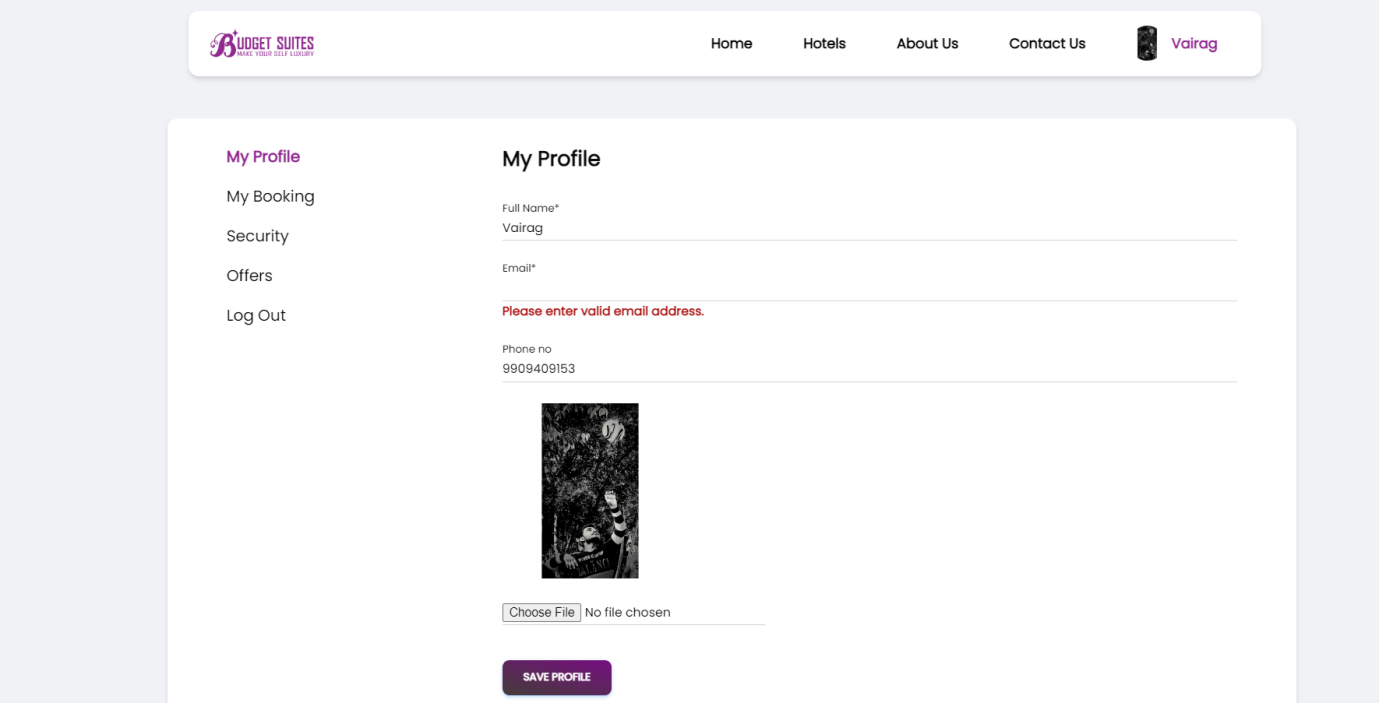 BUDGET SUITES
MAKE YOUR SELF LUXURY
Home
Hotels
About Us
Contact Us
Vairag
My Profile
My Booking
Security
Offers
Log Out
My Profile
Full Name*
Vairag
Email*
Please enter valid email address.
Phone no
9909409153
Choose File No file chosen
SAVE PROFILE